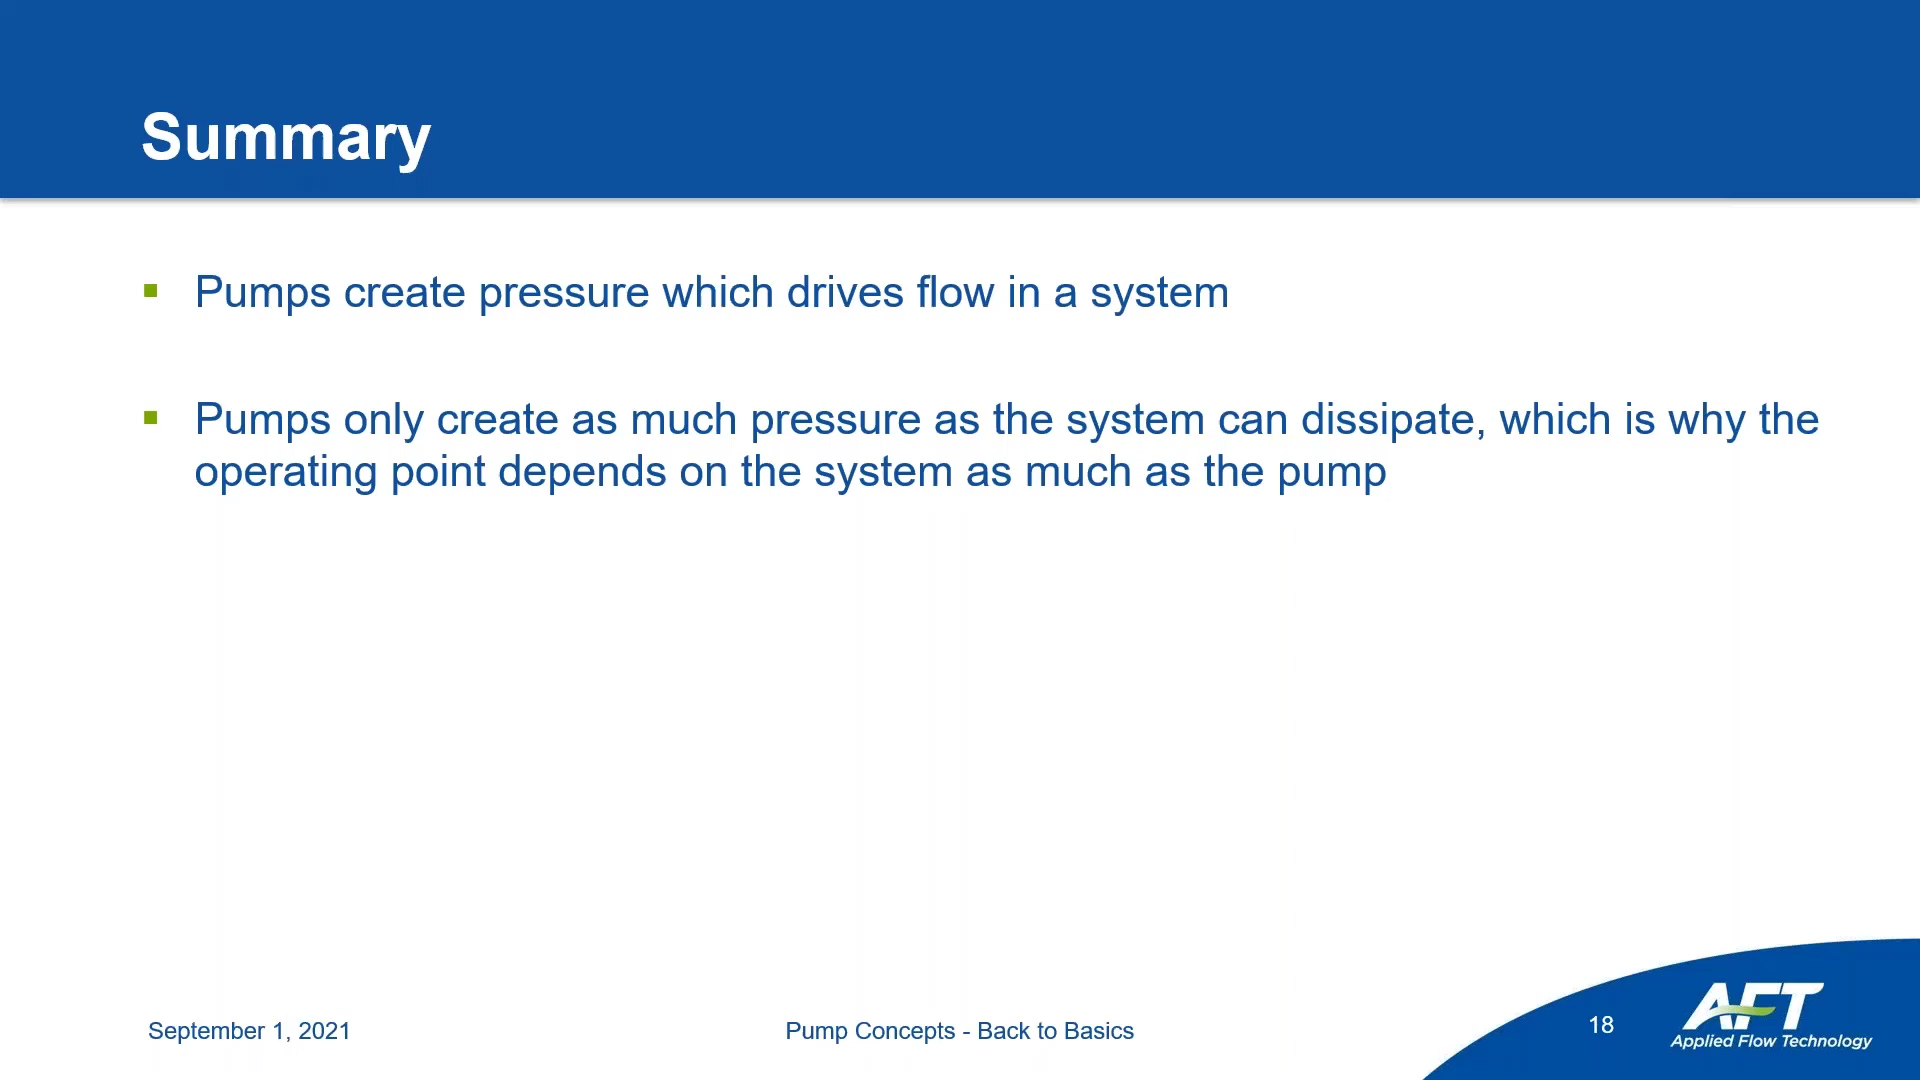 Summary
Pumps create pressure which drives flow in a system
Pumps only create as much pressure as the system can dissipate, which is why the
operating point depends on the system as much as the pump
September 1, 2021
Pump Concepts - Back to Basics
18
AFT
Applied Flow Technology